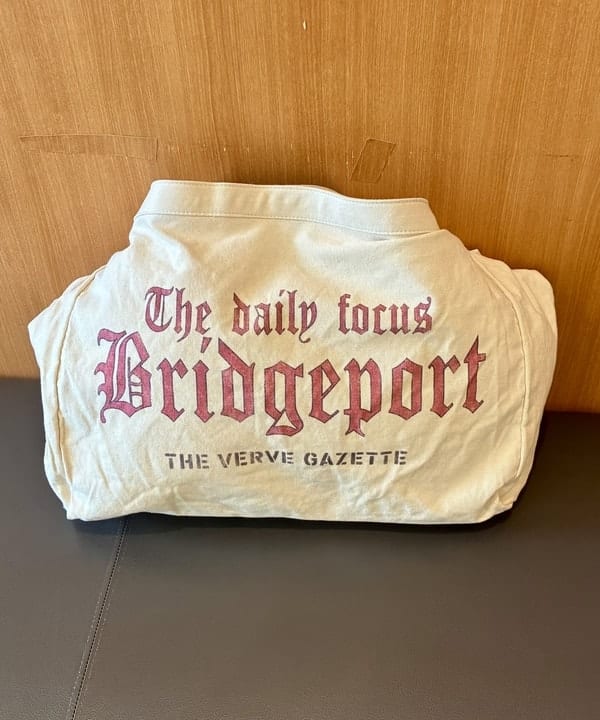 The daily focus
Bridgeport
THE VERVE GAZETTE